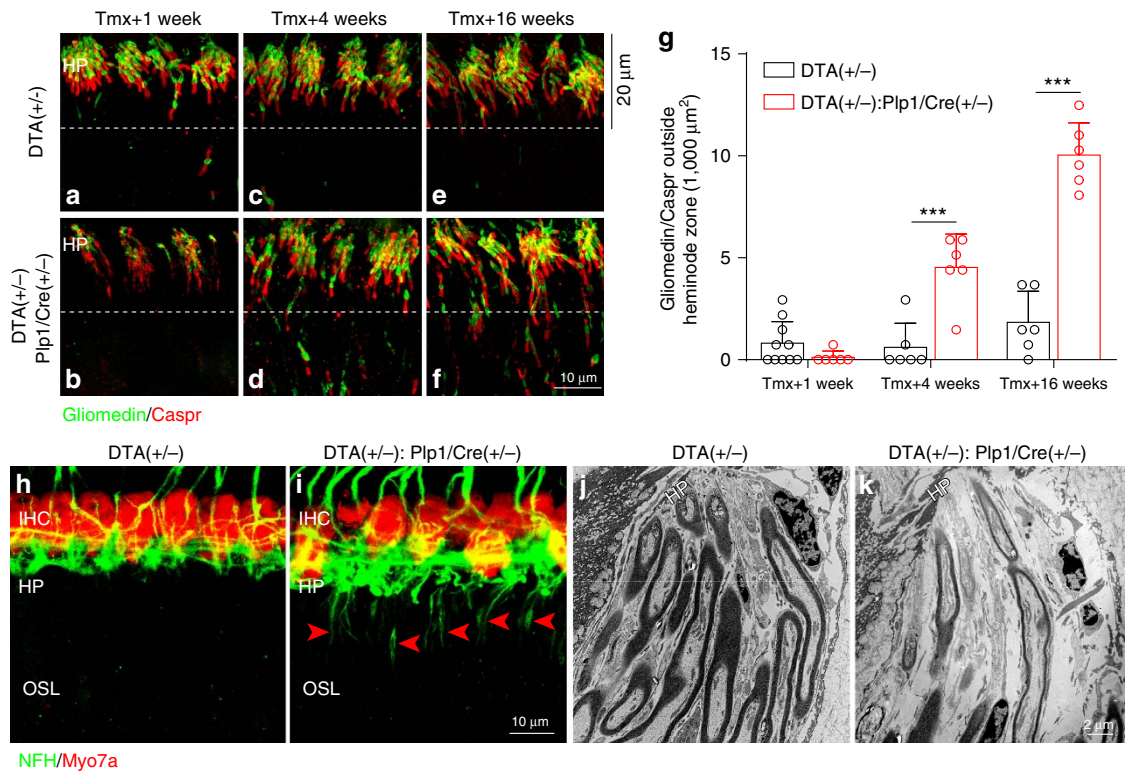 Tmx+1 week
Tmx+4 weeks
Tmx+16 weeks
DTA(+/-)
HP
a
c
e
20 μm
DTA(+/–)
Plp1/Cre(+/–)
HP
b
d
f
10 μm
Gliomedin/Caspr
g
Gliomedin/Caspr outside
heminode zone (1,000 μm²)
15
10
5
0
DTA(+/–)
DTA(+/–):Plp1/Cre(+/–)
***
***
Tmx+1 week
Tmx+4 weeks
Tmx+16 weeks
DTA(+/–)
DTA(+/–): Plp1/Cre(+/–)
DTA(+/–)
DTA(+/–): Plp1/Cre(+/–)
h
IHC
HP
OSL
i
10 μm
j
HP
k
HP
2 μm
NFH/Myo7a